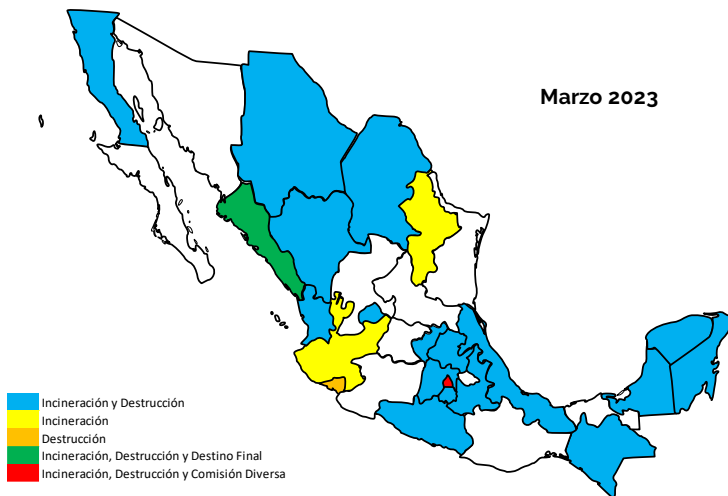 Marzo 2023
Incineración y Destrucción
Incineración
Destrucción
Incineración, Destrucción y Destino Final
Incineración, Destrucción y Comisión Diversa